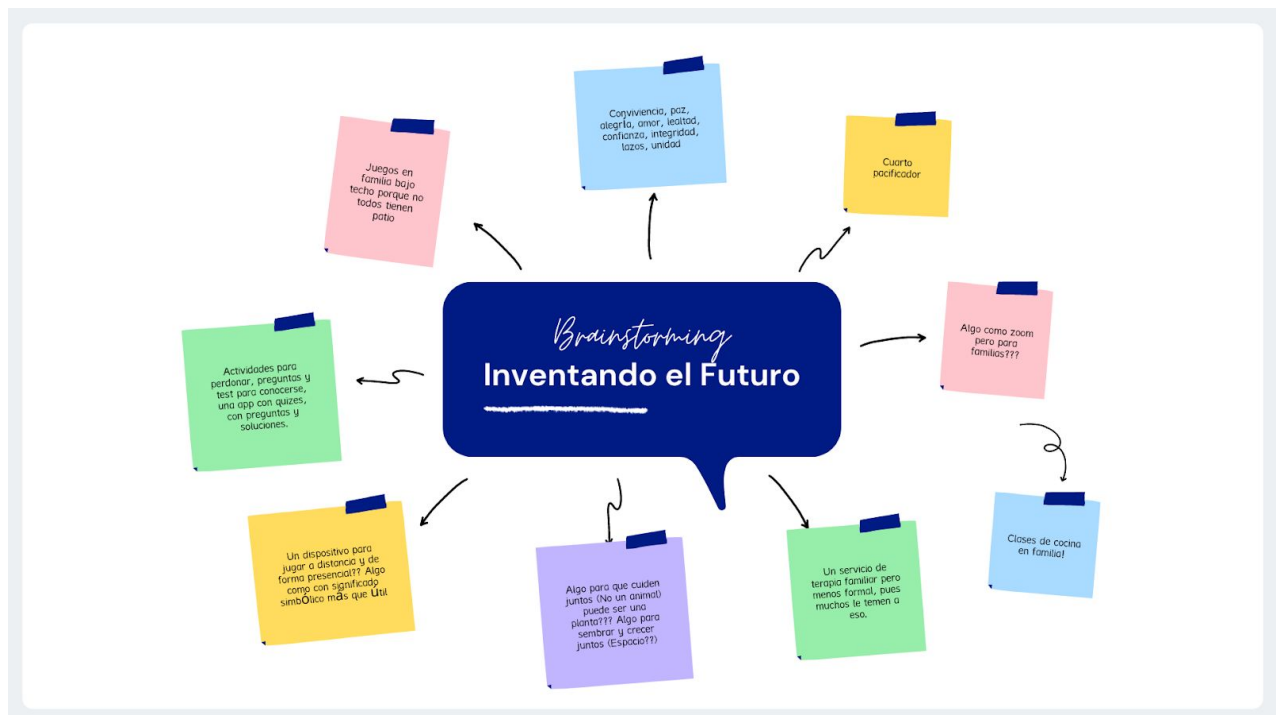 Conviviencia, paz,
alegría, amor, lealtad,
confianza, integridad,
lazos, unidad
Juegos en
familia bajo
techo porque no
todos tienen
patio
Cuarto
pacificador
Brainstorming
Inventando el Futuro
Algo como zoom
pero para
familias???
Actividades para
perdonar, preguntas y
test para conocerse,
una app con quizes,
con preguntas y
soluciones.
Clases de cocina
en familia!
Un dispositivo para
jugar a distancia y de
forma presencial?? Algo
como con significado
simbÓlico mÁs que Útil
Algo para que cuiden
juntos (No un animal)
puede ser una
planta??? Algo para
sembrar y crecer
juntos (Espacio??)
Un servicio de
terapia familiar pero
menos formal, pues
muchos le temen a
eso.